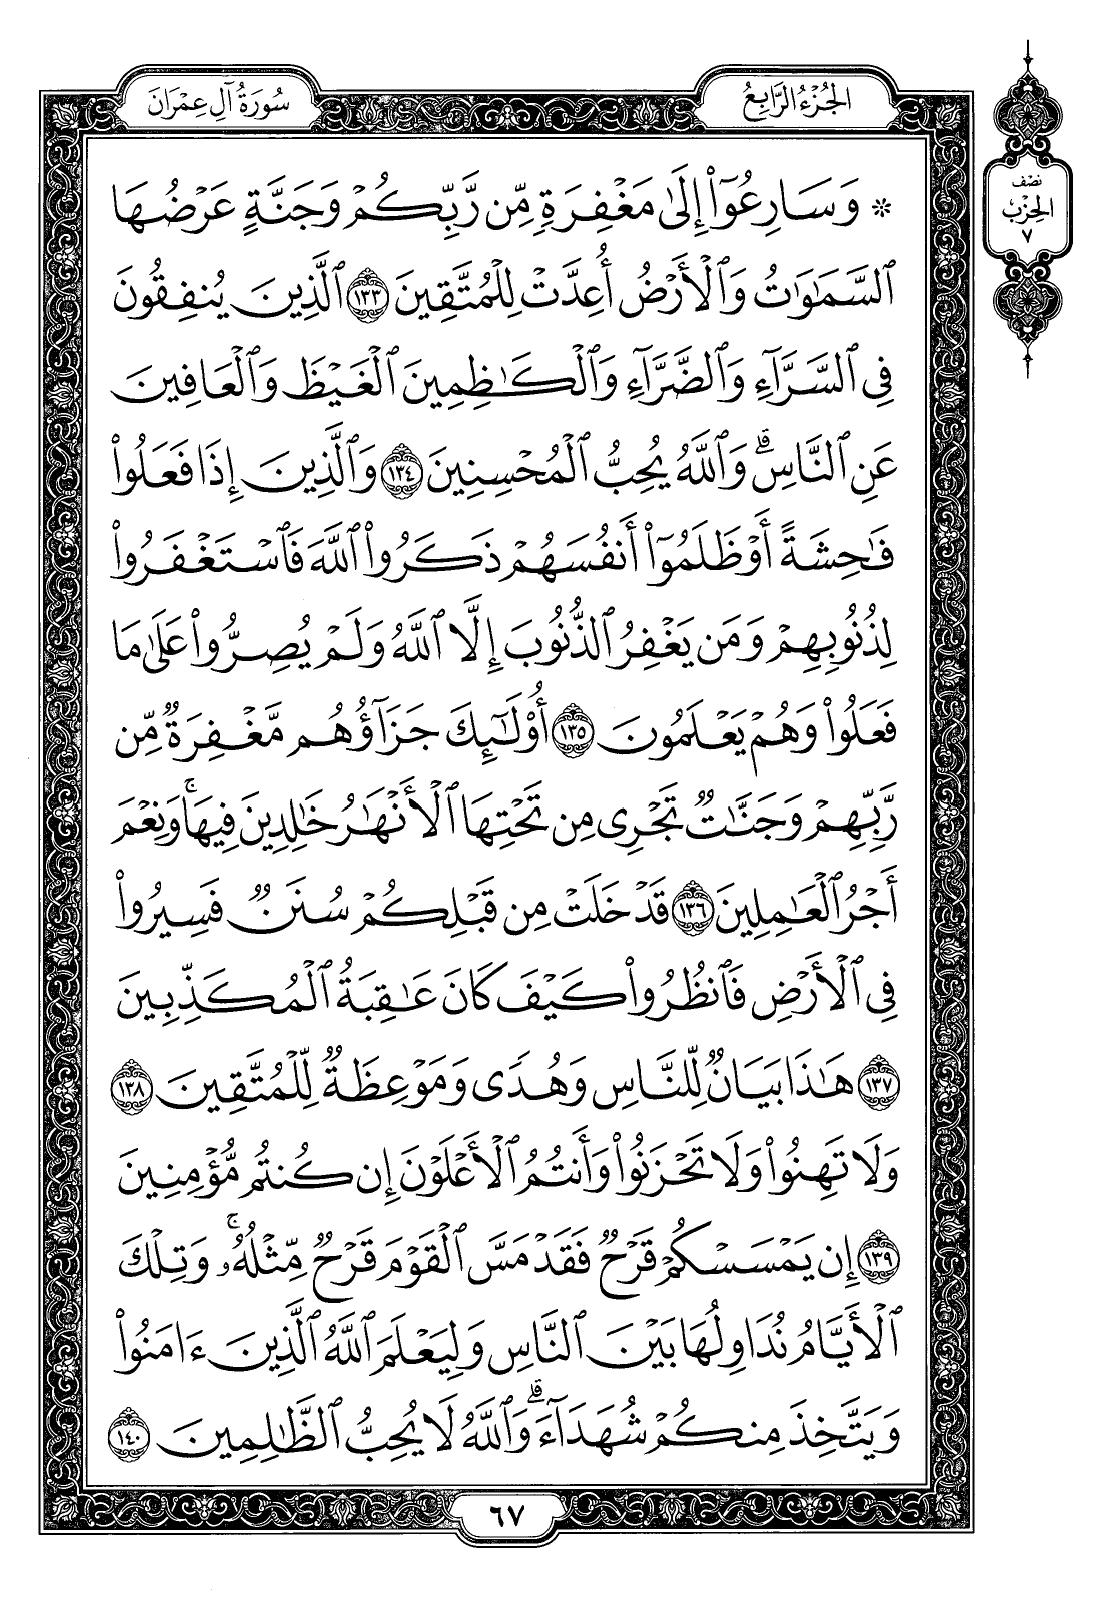 سُورَةُ آلِ عِمْرَانَ
الجُزْءُ الرَّابِعُ
نصف
الحِزْب
٧
۞ وَسَارِعُوٓا۟ إِلَىٰ مَغْفِرَةٍ مِّن رَّبِّكُمْ وَجَنَّةٍ عَرْضُهَا
ٱلسَّمَٰوَٰتُ وَٱلْأَرْضُ أُعِدَّتْ لِلْمُتَّقِينَ ١٣٣ ٱلَّذِينَ يُنفِقُونَ
فِى ٱلسَّرَّآءِ وَٱلضَّرَّآءِ وَٱلْكَٰظِمِينَ ٱلْغَيْظَ وَٱلْعَافِينَ
عَنِ ٱلنَّاسِ ۗ وَٱللَّهُ يُحِبُّ ٱلْمُحْسِنِينَ ١٣٤ وَٱلَّذِينَ إِذَا فَعَلُوا۟
فَٰحِشَةً أَوْ ظَلَمُوٓا۟ أَنفُسَهُمْ ذَكَرُوا۟ ٱللَّهَ فَٱسْتَغْفَرُوا۟
لِذُنُوبِهِمْ وَمَن يَغْفِرُ ٱلذُّنُوبَ إِلَّا ٱللَّهُ وَلَمْ يُصِرُّوا۟ عَلَىٰ مَا
فَعَلُوا۟ وَهُمْ يَعْلَمُونَ ١٣٥ أُو۟لَٰٓئِكَ جَزَآؤُهُم مَّغْفِرَةٌ مِّن
رَّبِّهِمْ وَجَنَّٰتٌ تَجْرِى مِن تَحْتِهَا ٱلْأَنْهَٰرُ خَٰلِدِينَ فِيهَا ۚ وَنِعْمَ
أَجْرُ ٱلْعَٰمِلِينَ ١٣٦ قَدْ خَلَتْ مِن قَبْلِكُمْ سُنَنٌ فَسِيرُوا۟
فِى ٱلْأَرْضِ فَٱنظُرُوا۟ كَيْفَ كَانَ عَٰقِبَةُ ٱلْمُكَذِّبِينَ
١٣٧ هَٰذَا بَيَانٌ لِّلنَّاسِ وَهُدًى وَمَوْعِظَةٌ لِّلْمُتَّقِينَ ١٣٨
وَلَا تَهِنُوا۟ وَلَا تَحْزَنُوا۟ وَأَنتُمُ ٱلْأَعْلَوْنَ إِن كُنتُم مُّؤْمِنِينَ
١٣٩ إِن يَمْسَسْكُمْ قَرْحٌ فَقَدْ مَسَّ ٱلْقَوْمَ قَرْحٌ مِّثْلُهُۥ ۚ وَتِلْكَ
ٱلْأَيَّامُ نُدَاوِلُهَا بَيْنَ ٱلنَّاسِ وَلِيَعْلَمَ ٱللَّهُ ٱلَّذِينَ ءَامَنُوا۟
وَيَتَّخِذَ مِنكُمْ شُهَدَآءَ ۗ وَٱللَّهُ لَا يُحِبُّ ٱلظَّٰلِمِينَ ١٤٠
٦٧